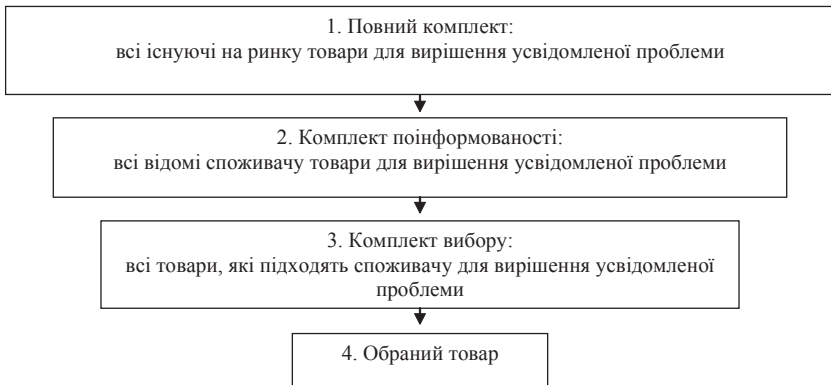 1. Повний комплект:
всі існуючі на ринку товари для вирішення усвідомленої проблеми
2. Комплект поінформованості:
всі відомі споживачу товари для вирішення усвідомленої проблеми
3. Комплект вибору:
всі товари, які підходять споживачу для вирішення усвідомленої
проблеми
4. Обраний товар